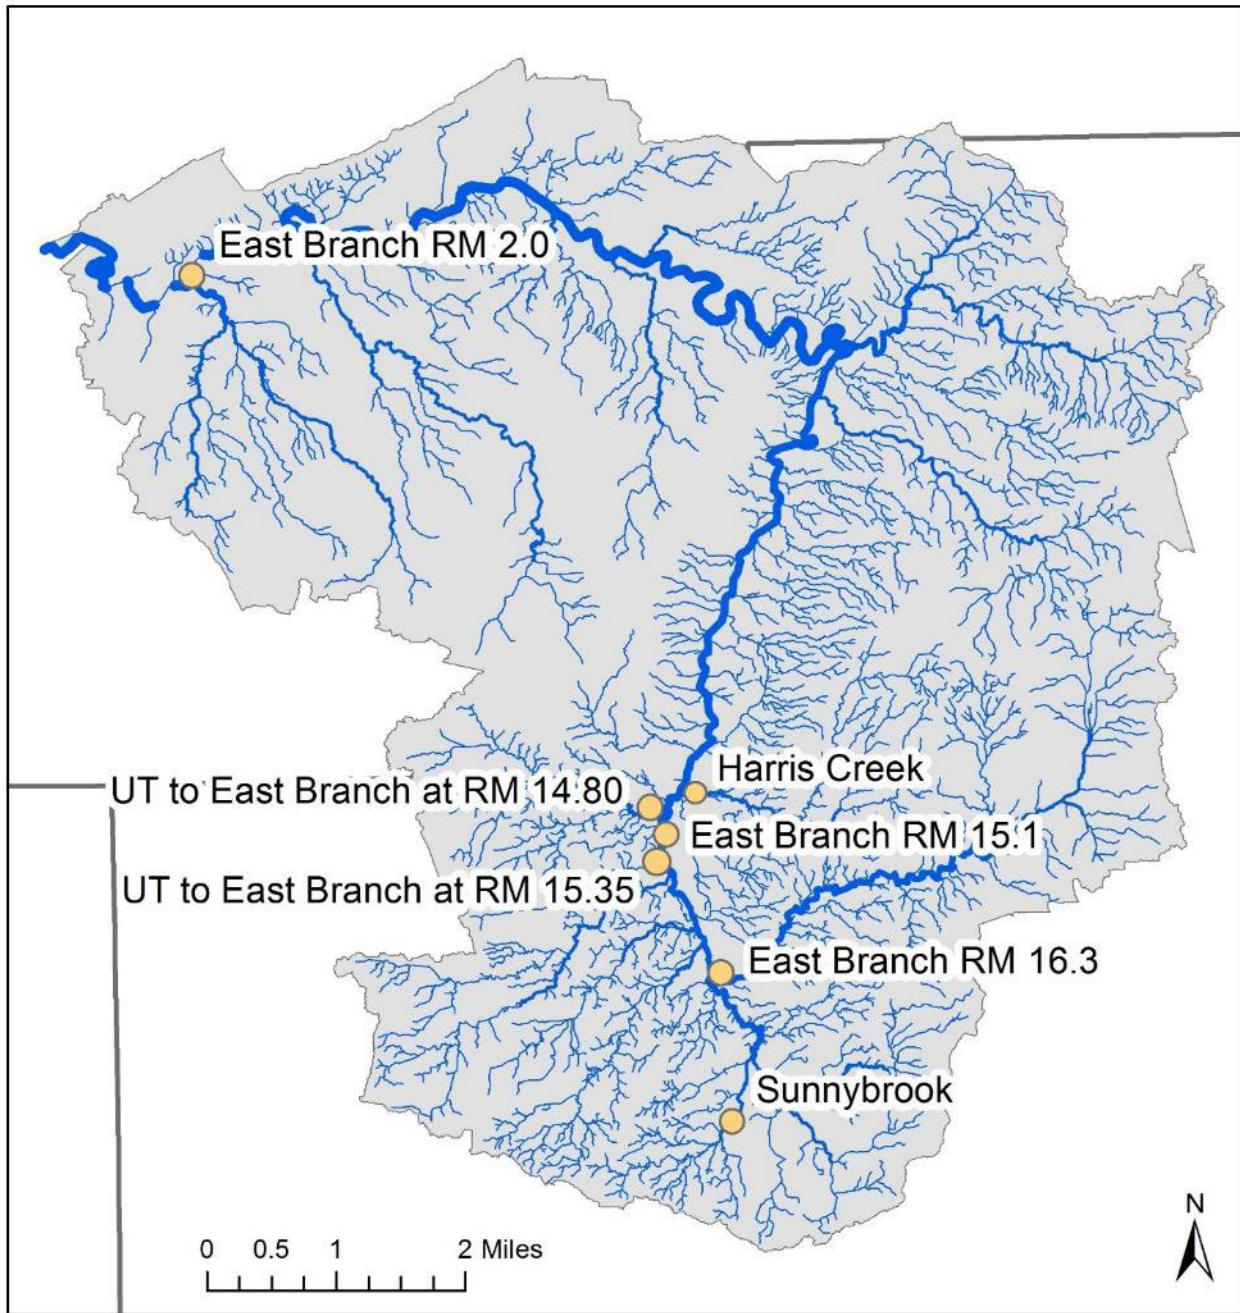 East Branch RM 2.0
Harris Creek
UT to East Branch at RM 14.80
East Branch RM 15.1
UT to East Branch at RM 15.35
East Branch RM 16.3
Sunnybrook
N
0 0.5 1 2 Miles